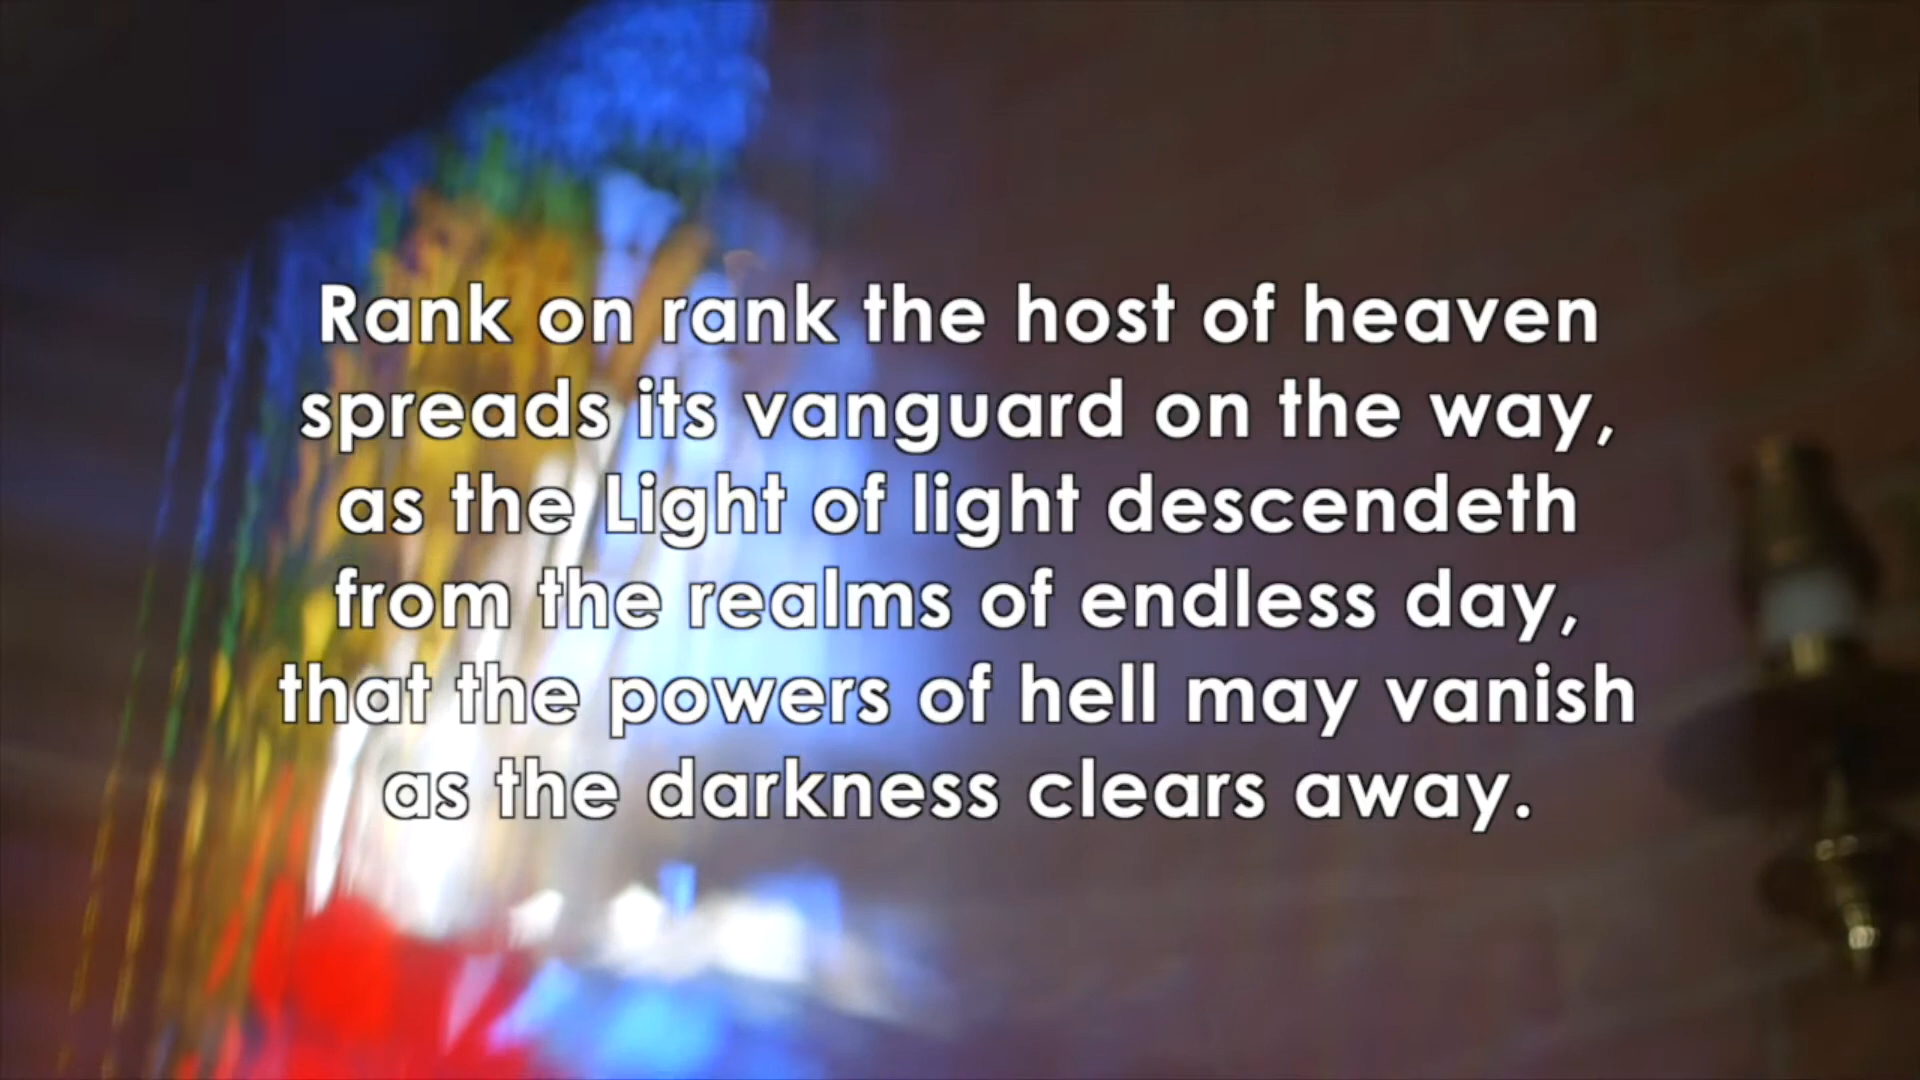 Rank on rank the host of heaven
spreads its vanguard on the way,
as the Light of light descendeth
from the realms of endless day,
that the powers of hell may vanish
as the darkness clears away.